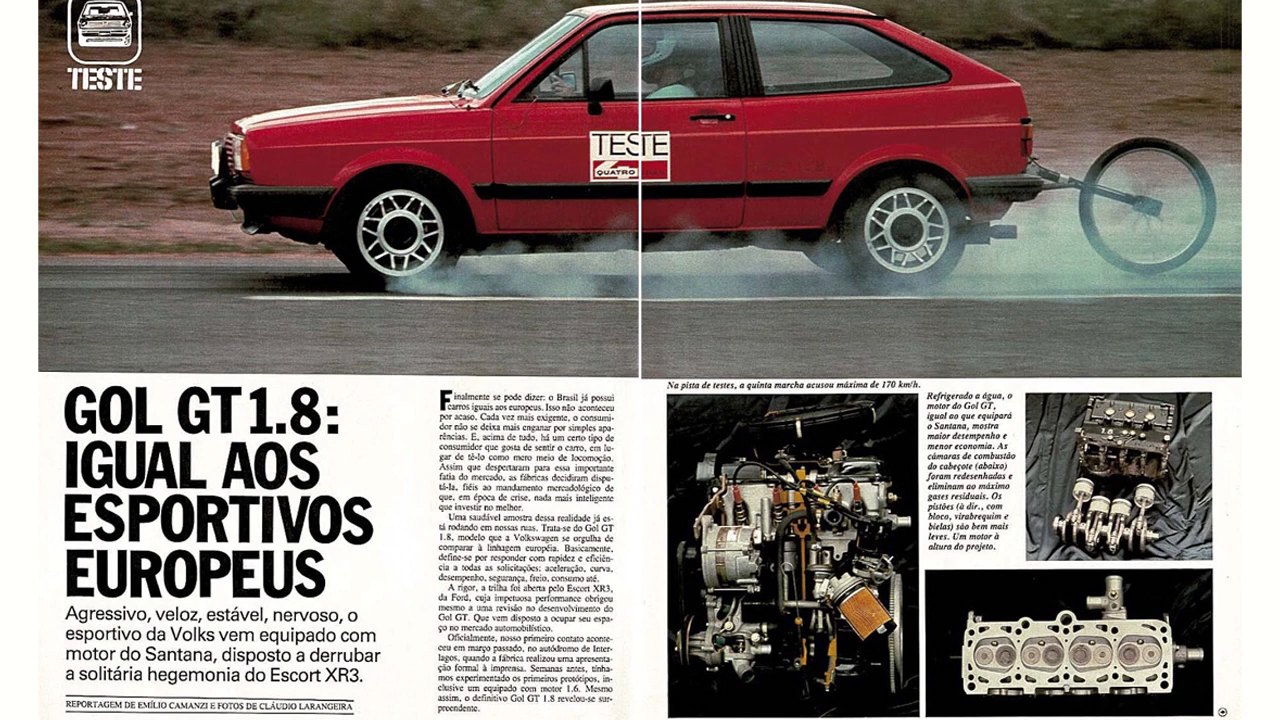 TESTE
TESTE
QUATRO
GOL GT 1.8:
IGUAL AOS
ESPORTIVOS
EUROPEUS
Agressivo, veloz, estável, nervoso, o
esportivo da Volks vem equipado com
motor do Santana, disposto a derrubar
a solitária hegemonia do Escort XR3.
REPORTAGEM DE EMÍLIO CAMANZI E FOTOS DE CLÁUDIO LARANGEIRA
Finalmente se pode dizer: o Brasil já possui
carros iguais aos europeus. Isso não aconteceu
por acaso. Cada vez mais exigente, o consumi-
dor não se deixa mais enganar por simples apa-
rências. E, acima de tudo, há um certo tipo de
consumidor que gosta de sentir o carro, em lu-
gar de tê-lo como mero meio de locomoção.
Assim que despertaram para essa importante
fatia do mercado, as fábricas decidiram dispu-
tá-la, fiéis ao mandamento mercadológico de
que, em época de crise, nada mais inteligente
que investir no melhor.
Uma saudável amostra dessa realidade já es-
tá rodando em nossas ruas. Trata-se do Gol GT
1.8, modelo que a Volkswagen se orgulha de
comparar à linhagem européia. Basicamente,
define-se por responder com rapidez e eficiên-
cia a todas as solicitações: aceleração, curva,
desempenho, segurança, freio, consumo até.
A rigor, a trilha foi aberta pelo Escort XR3,
da Ford, cuja impetuosa performance obrigou
mesmo a uma revisão no desenvolvimento do
Gol GT. Que vem disposto a ocupar seu espa-
ço no mercado automobilístico.
Oficialmente, nosso primeiro contato aconte-
ceu em março passado, no autódromo de Inter-
lagos, quando a fábrica realizou uma apresenta-
ção formal à imprensa. Semanas antes, tínha-
mos experimentado os primeiros protótipos, in-
clusive um equipado com motor 1.6. Mesmo
assim, o definitivo Gol GT 1.8 revelou-se sur-
preendente.
Na pista de testes, a quinta marcha acusou máxima de 170 km/h.
Refrigerado a água, o
motor do Gol GT,
igual ao que equipará
o Santana, mostra
maior desempenho e
menor economia. As
câmaras de combustão
do cabeçote (abaixo)
foram redesenhadas e
eliminam ao máximo
gases residuais. Os
pistões (à dir., com
bloco, virabrequim e
bielas) são bem mais
leves. Um motor à
altura do projeto.